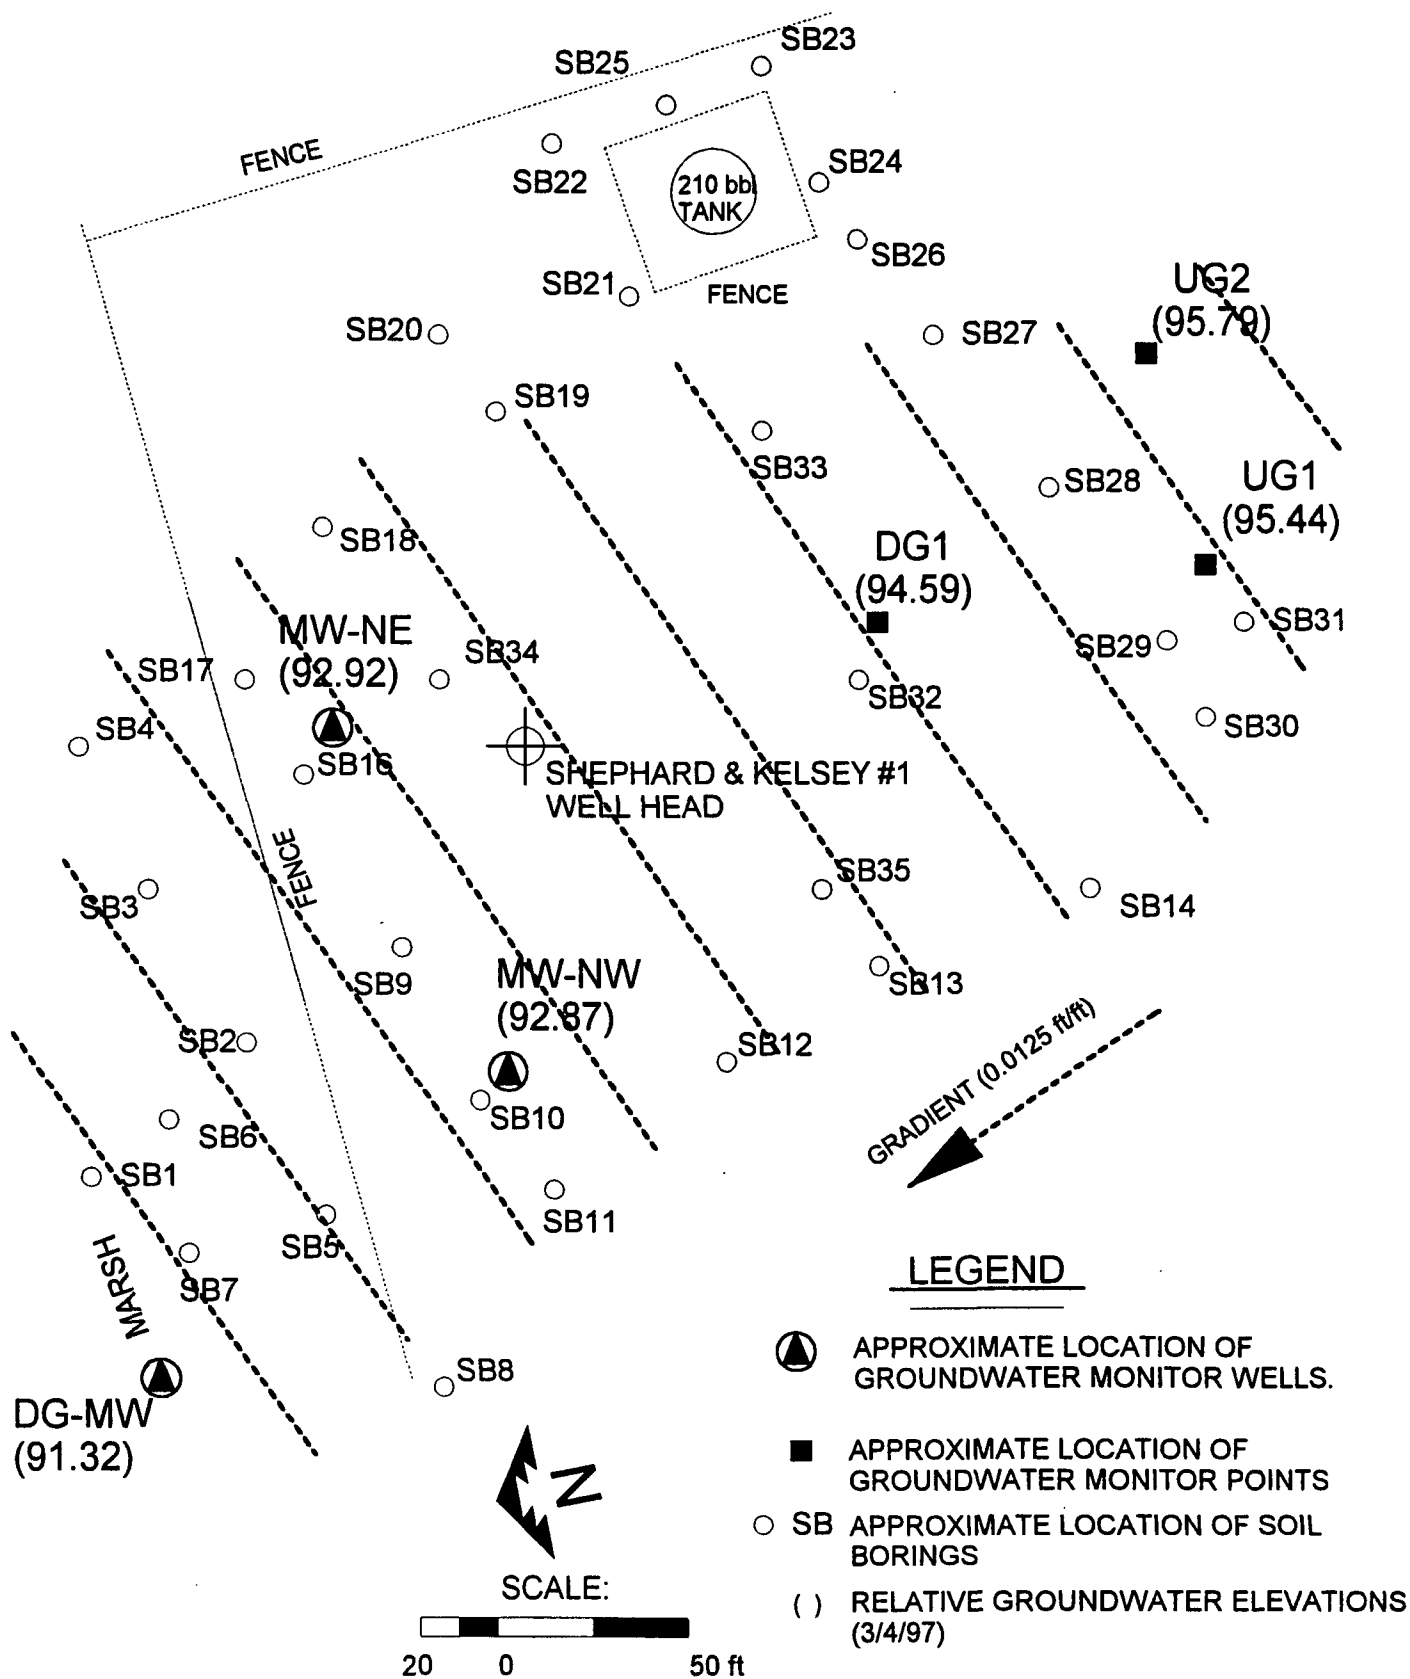 SB23
SB25
FENCE
SB22
210 bbl
TANK
SB24
SB26
SB21
FENCE
UG2
(95.79)
SB20
SB27
SB19
SB33
SB28
UG1
(95.44)
SB18
DG1
(94.59)
MW-NE
(92.92)
SB34
SB31
SB29
SB17
SB32
SB4
SB30
SB16
SHEPHARD & KELSEY #1
WELL HEAD
FENCE
SB35
SB3
SB14
SB9
MW-NW
(92.87)
SB13
SB2
SB12
GRADIENT (0.0125 ft/ft)
SB10
SB6
SB1
SB11
SB5
MARSH
SB7
LEGEND
APPROXIMATE LOCATION OF
GROUNDWATER MONITOR WELLS.
SB8
DG-MW
(91.32)
APPROXIMATE LOCATION OF
GROUNDWATER MONITOR POINTS
N
SB APPROXIMATE LOCATION OF SOIL
BORINGS
SCALE:
( ) RELATIVE GROUNDWATER ELEVATIONS
(3/4/97)
20 0 50 ft